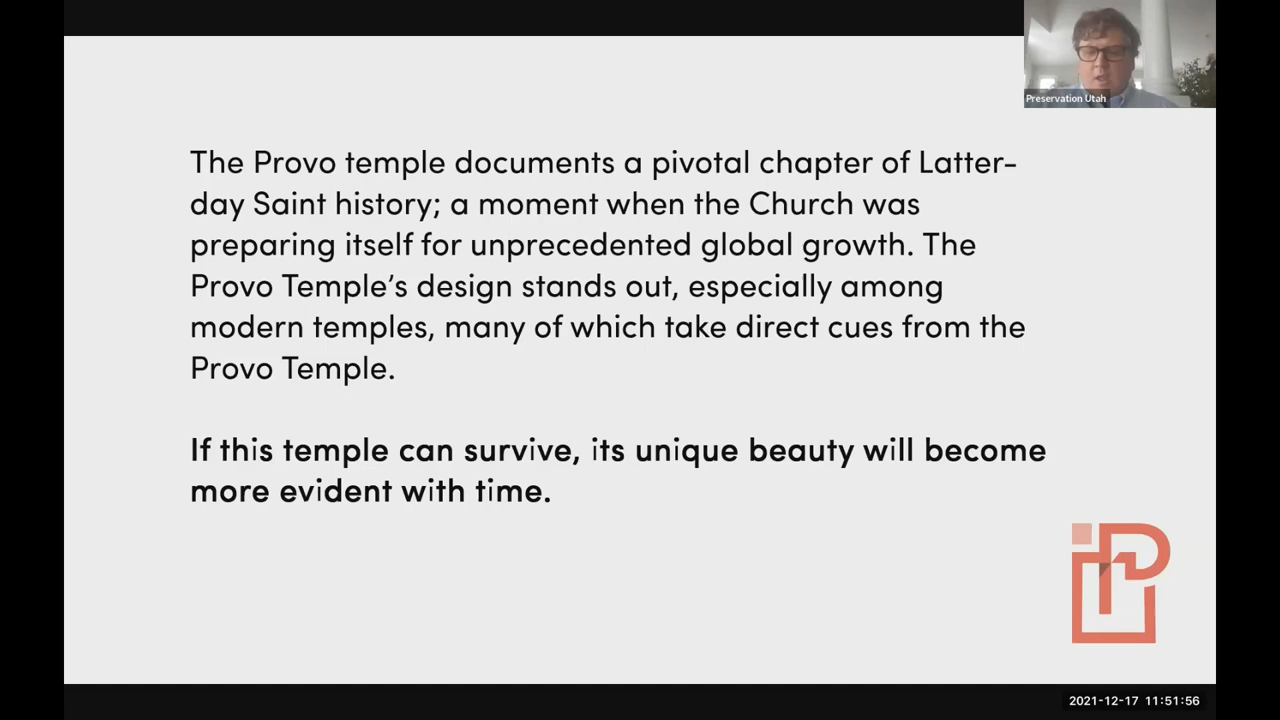 Preservation Utah
The Provo temple documents a pivotal chapter of Latter-
day Saint history; a moment when the Church was
preparing itself for unprecedented global growth. The
Provo Temple’s design stands out, especially among
modern temples, many of which take direct cues from the
Provo Temple.
If this temple can survive, its unique beauty will become
more evident with time.
2021-12-17 11:51:56